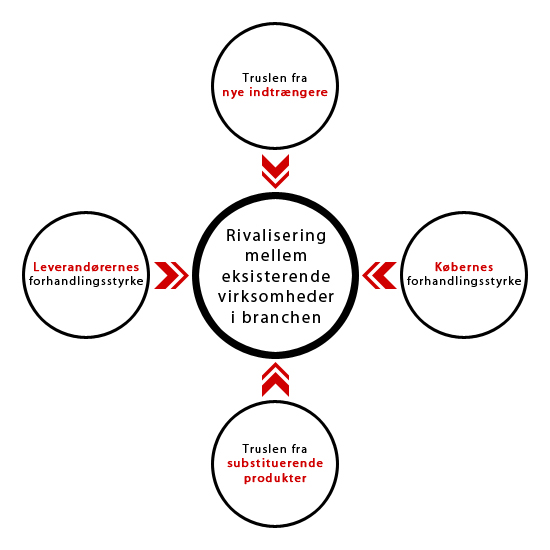 Truslen fra
nye indtrængere
Leverandørernes
forhandlingsstyrke
Rivalisering
mellem
eksisterende
virksomheder
i branchen
Købernes
forhandlingsstyrke
Truslen fra
substituerende
produkter